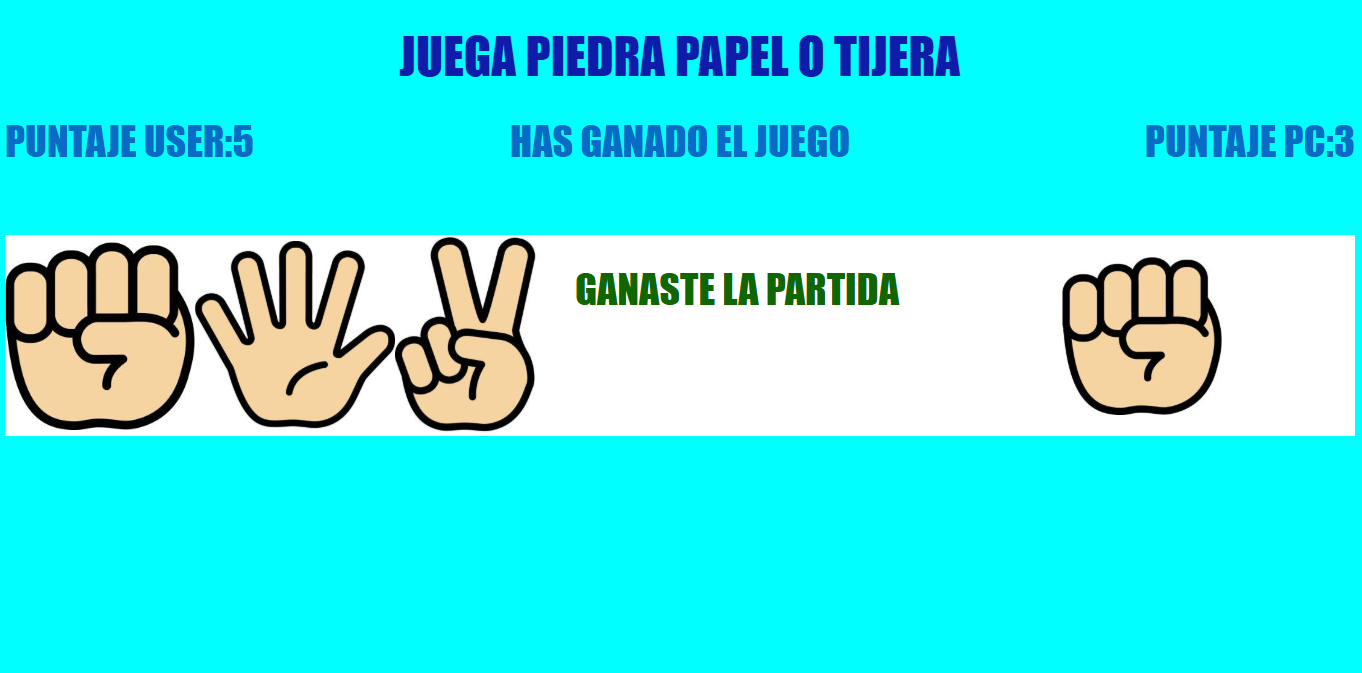 JUEGA PIEDRA PAPEL O TIJERA
PUNTAJE USER:5
HAS GANADO EL JUEGO
PUNTAJE PC:3
GANASTE LA PARTIDA